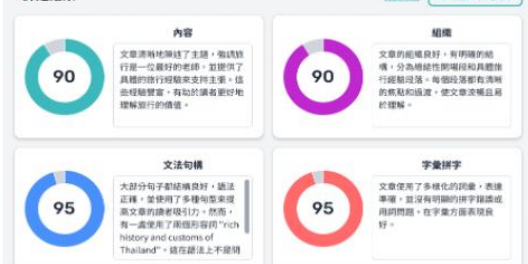 內容
90
文章清晰地陳述了主題，強調旅
行是一位最好的老師，並提供了
具體的旅行經驗來支持主張。這
些經驗豐富，有助於讀者更好地
理解旅行的價值。
組織
90
文章的組織良好，有明確的結
構，分為總結性開場段和具體旅
行經驗段落。每個段落都有清晰
的焦點和過渡，使文章流暢且易
於理解。
文法句構
95
大部分句子都結構良好，語法
正確，並使用了多種句型來提
高文章的讀者吸引力。然而，
有一處使用了兩個形容詞 "rich
history and customs of
Thailand"，這在語法上不是問
字彙拼字
95
文章使用了多樣化的詞彙，表達
準確，並沒有明顯的拼字錯誤或
用詞問題。在字彙方面表現良
好。